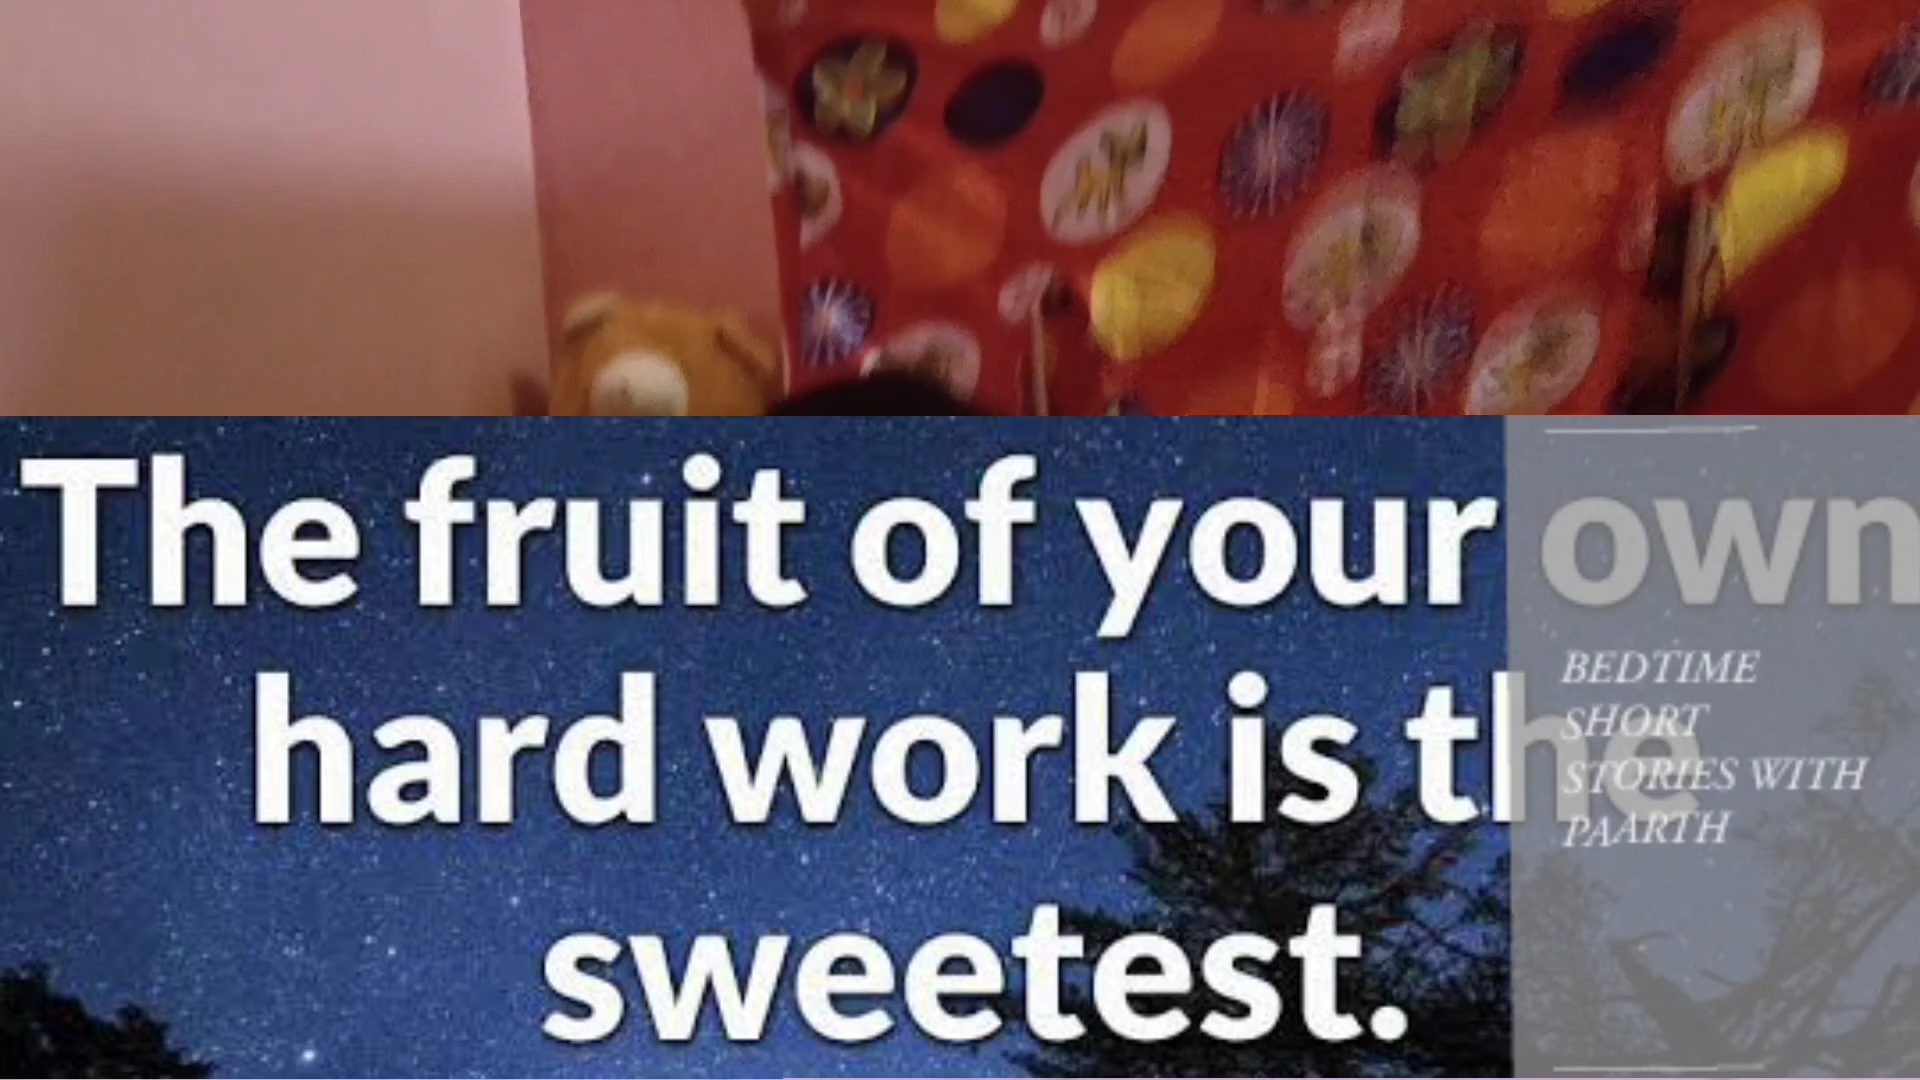 The fruit of your own
hard work is the
sweetest.
BEDTIME
SHORT
STORIES WITH
PAARTH